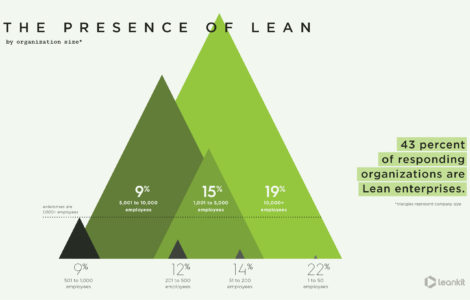 THE PRESENCE OF LEAN
by organization size*
43 percent
of responding
organizations are
Lean enterprises.
*triangles represent company size
9%
5,001 to 10,000
employees
15%
1,001 to 5,000
employees
19%
10,000+
employees
enterprises are
1,000+ employees
9%
501 to 1,000
employees
12%
201 to 500
employees
14%
51 to 200
employees
22%
1 to 50
employees
Leankit